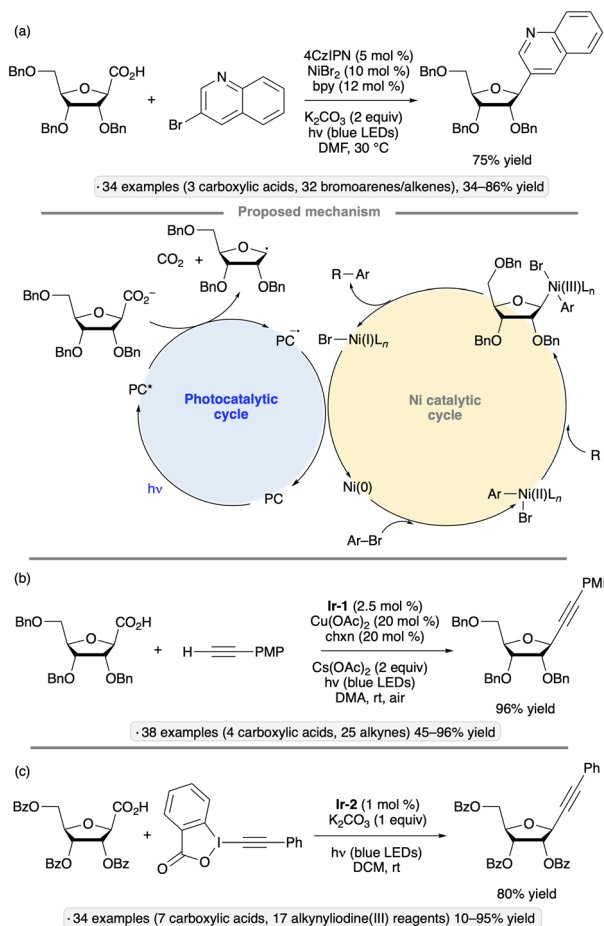 (a)
BnO
O
CO₂H
BnO
OBn
+
Br
N
4CzIPN (5 mol %)
NiBr₂ (10 mol %)
bpy (12 mol %)
K₂CO₃ (2 equiv)
hv (blue LEDs)
DMF, 30 °C
N
BnO
O
BnO
OBn
75% yield
· 34 examples (3 carboxylic acids, 32 bromoarenes/alkenes), 34–86% yield
Proposed mechanism
CO₂ +
BnO
O
BnO
OBn
BnO
O
CO₂⁻
BnO
OBn
PC⁻•
PC*
Photocatalytic
cycle
hν
PC
R–Ar
Br–Ni(I)Lₙ
Ni catalytic
cycle
Ni(0)
Ar–Br
Ar–Ni(II)Lₙ
Br
R
Br
Ni(III)Lₙ
Ar
OBn
O
BnO
OBn
(b)
BnO
O
CO₂H
BnO
OBn
+
H
PMP
Ir-1 (2.5 mol %)
Cu(OAc)₂ (20 mol %)
chxn (20 mol %)
Cs(OAc)₂ (2 equiv)
hv (blue LEDs)
DMA, rt, air
BnO
O
BnO
OBn
96% yield
· 38 examples (4 carboxylic acids, 25 alkynes) 45–96% yield
(c)
BzO
O
CO₂H
BzO
OBz
+
O
O
I
Ph
Ir-2 (1 mol %)
K₂CO₃ (1 equiv)
hv (blue LEDs)
DCM, rt
Ph
BzO
O
BzO
OBz
80% yield
· 34 examples (7 carboxylic acids, 17 alkynyliodine(III) reagents) 10–95% yield